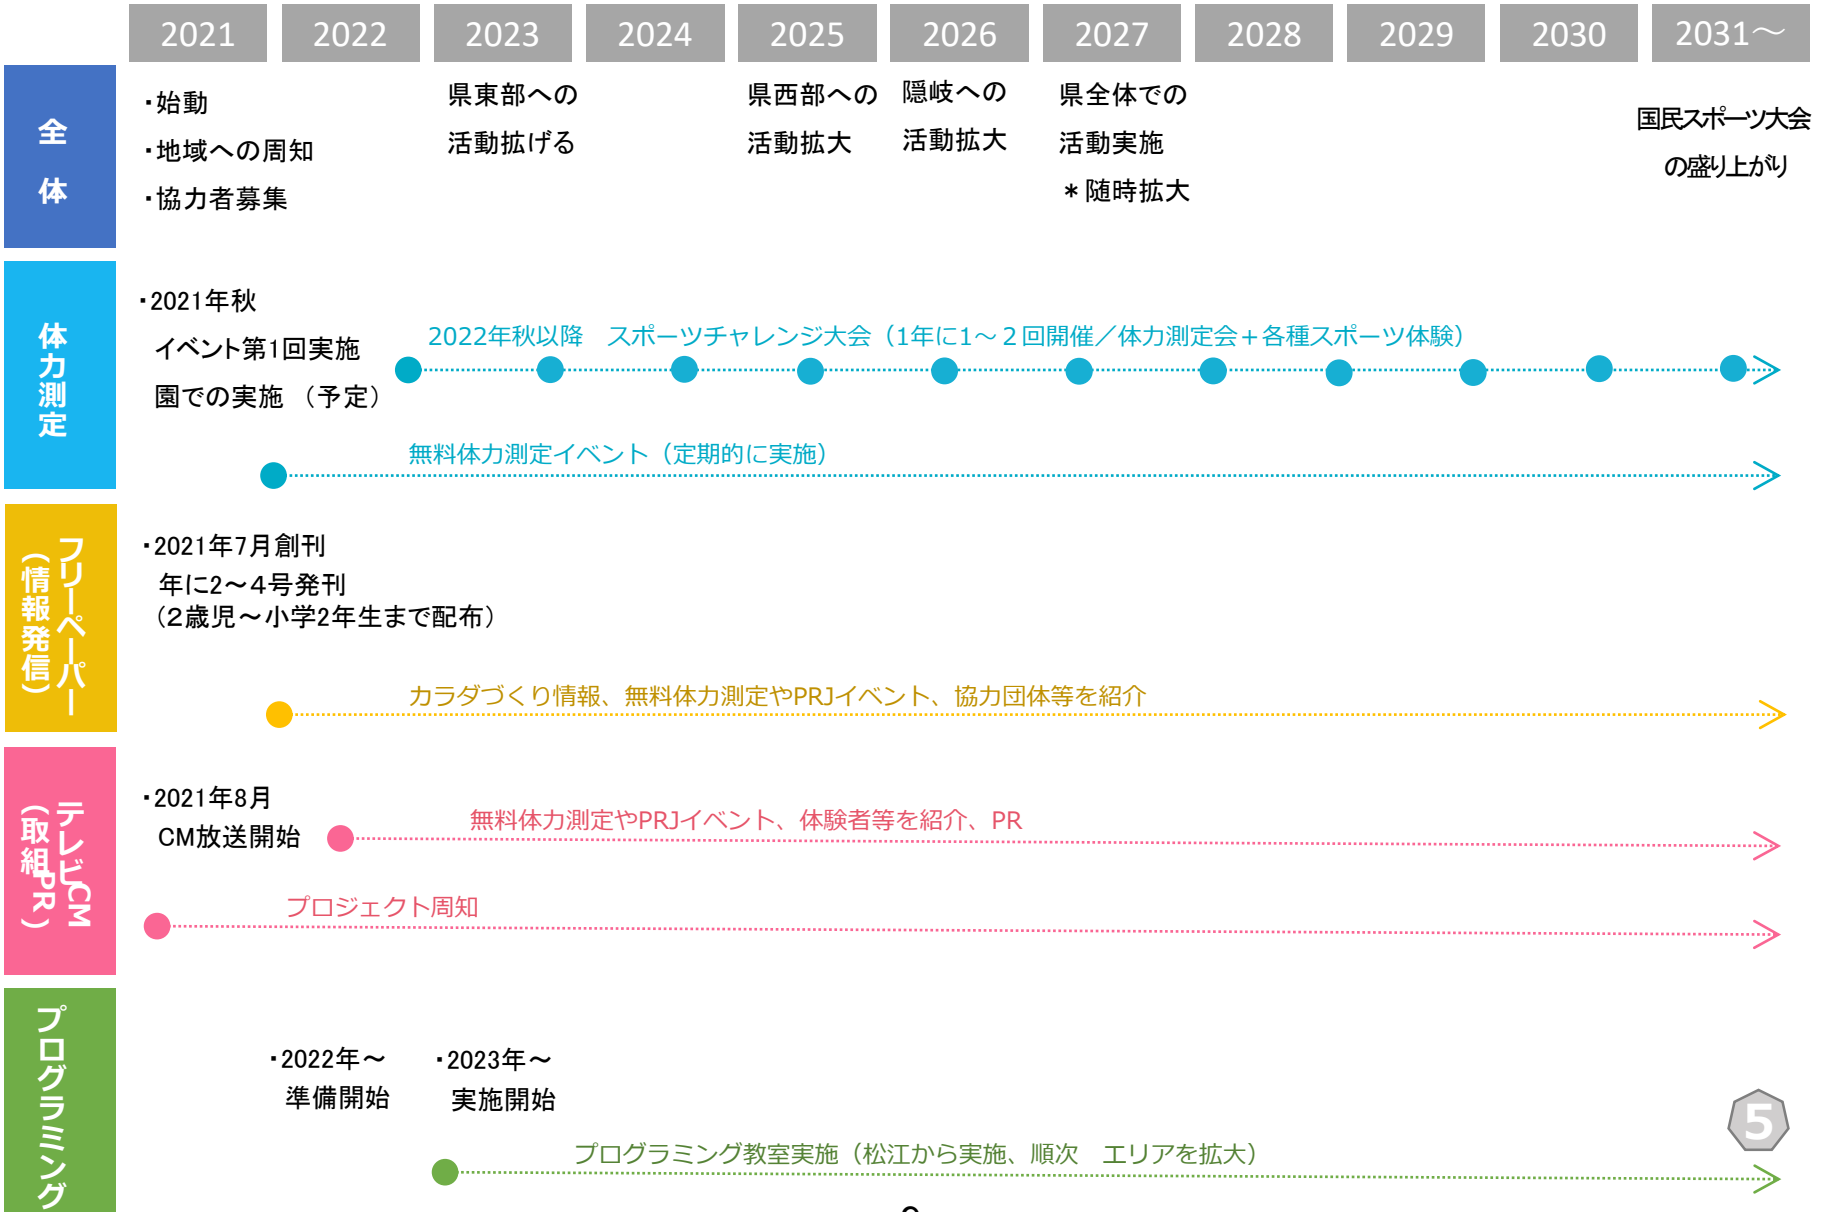 2021 2022 2023 2024 2025 2026 2027 2028 2029 2030 2031～
全体
・始動
・地域への周知
・協力者募集
県東部への
活動拡げる
県西部への
活動拡大
隠岐への
活動拡大
県全体での
活動実施
＊随時拡大
国民スポーツ大会
の盛り上がり
体力測定
・2021年秋
イベント第1回実施
園での実施 （予定）
2022年秋以降　スポーツチャレンジ大会（1年に1～２回開催／体力測定会＋各種スポーツ体験）
無料体力測定イベント（定期的に実施）
フリーペーパー
（情報発信）
・2021年7月創刊
年に2～4号発刊
（2歳児～小学2年生まで配布）
カラダづくり情報、無料体力測定やPRJイベント、協力団体等を紹介
テレビCM
（取組PR）
・2021年8月
CM放送開始
無料体力測定やPRJイベント、体験者等を紹介、PR
プロジェクト周知
プログラミング
・2022年～
準備開始
・2023年～
実施開始
プログラミング教室実施（松江から実施、順次　エリアを拡大）
5